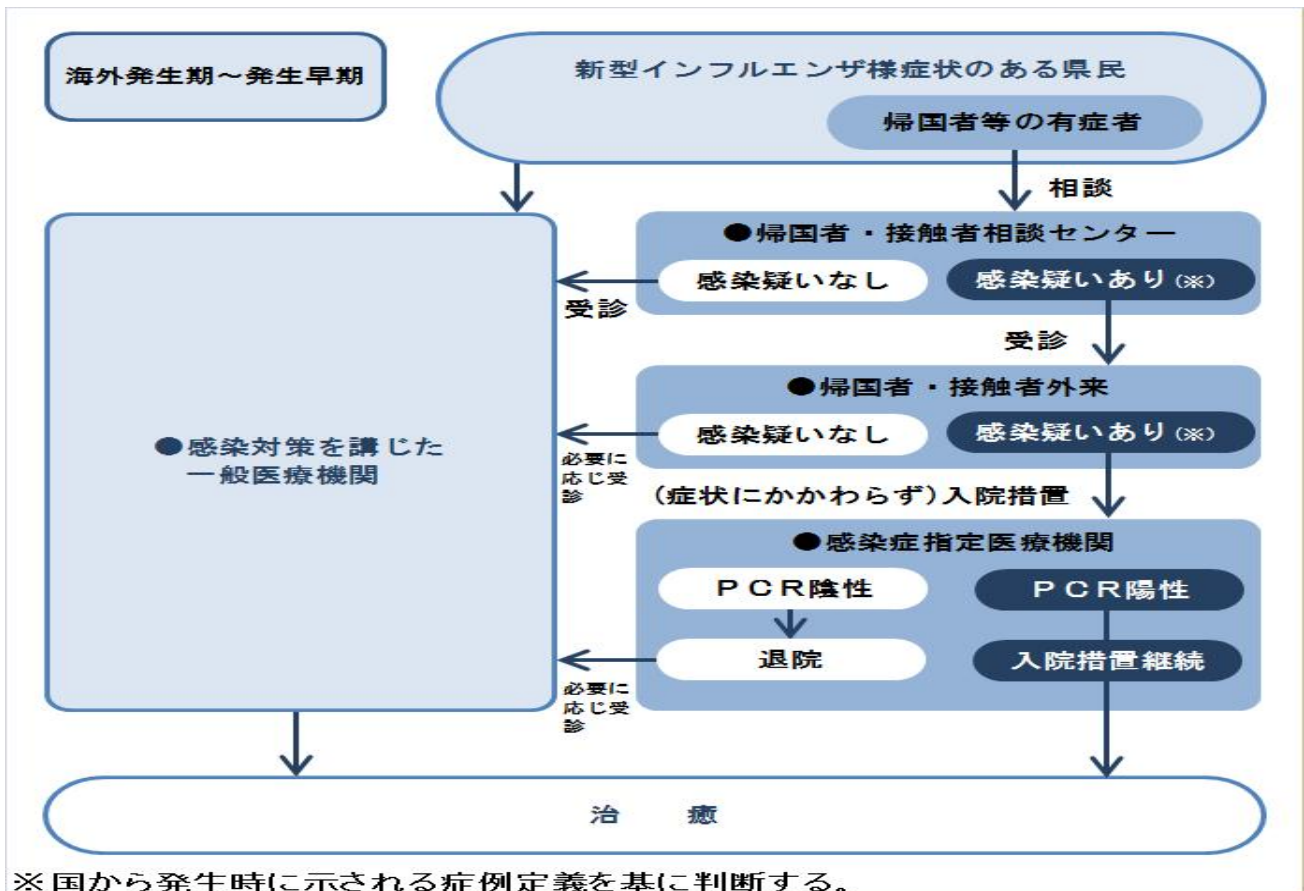 海外発生期～発生早期
新型インフルエンザ様症状のある県民
帰国者等の有症者
相談
●帰国者・接触者相談センター
感染疑いなし
感染疑いあり(※)
受診
受診
●帰国者・接触者外来
感染疑いなし
感染疑いあり(※)
●感染対策を講じた
一般医療機関
必要に
応じ受
診
(症状にかかわらず)入院措置
●感染症指定医療機関
ＰＣＲ陰性
ＰＣＲ陽性
退院
入院措置継続
必要に
応じ受
診
治　癒
※国から発生時に示される症例定義を基に判断する。